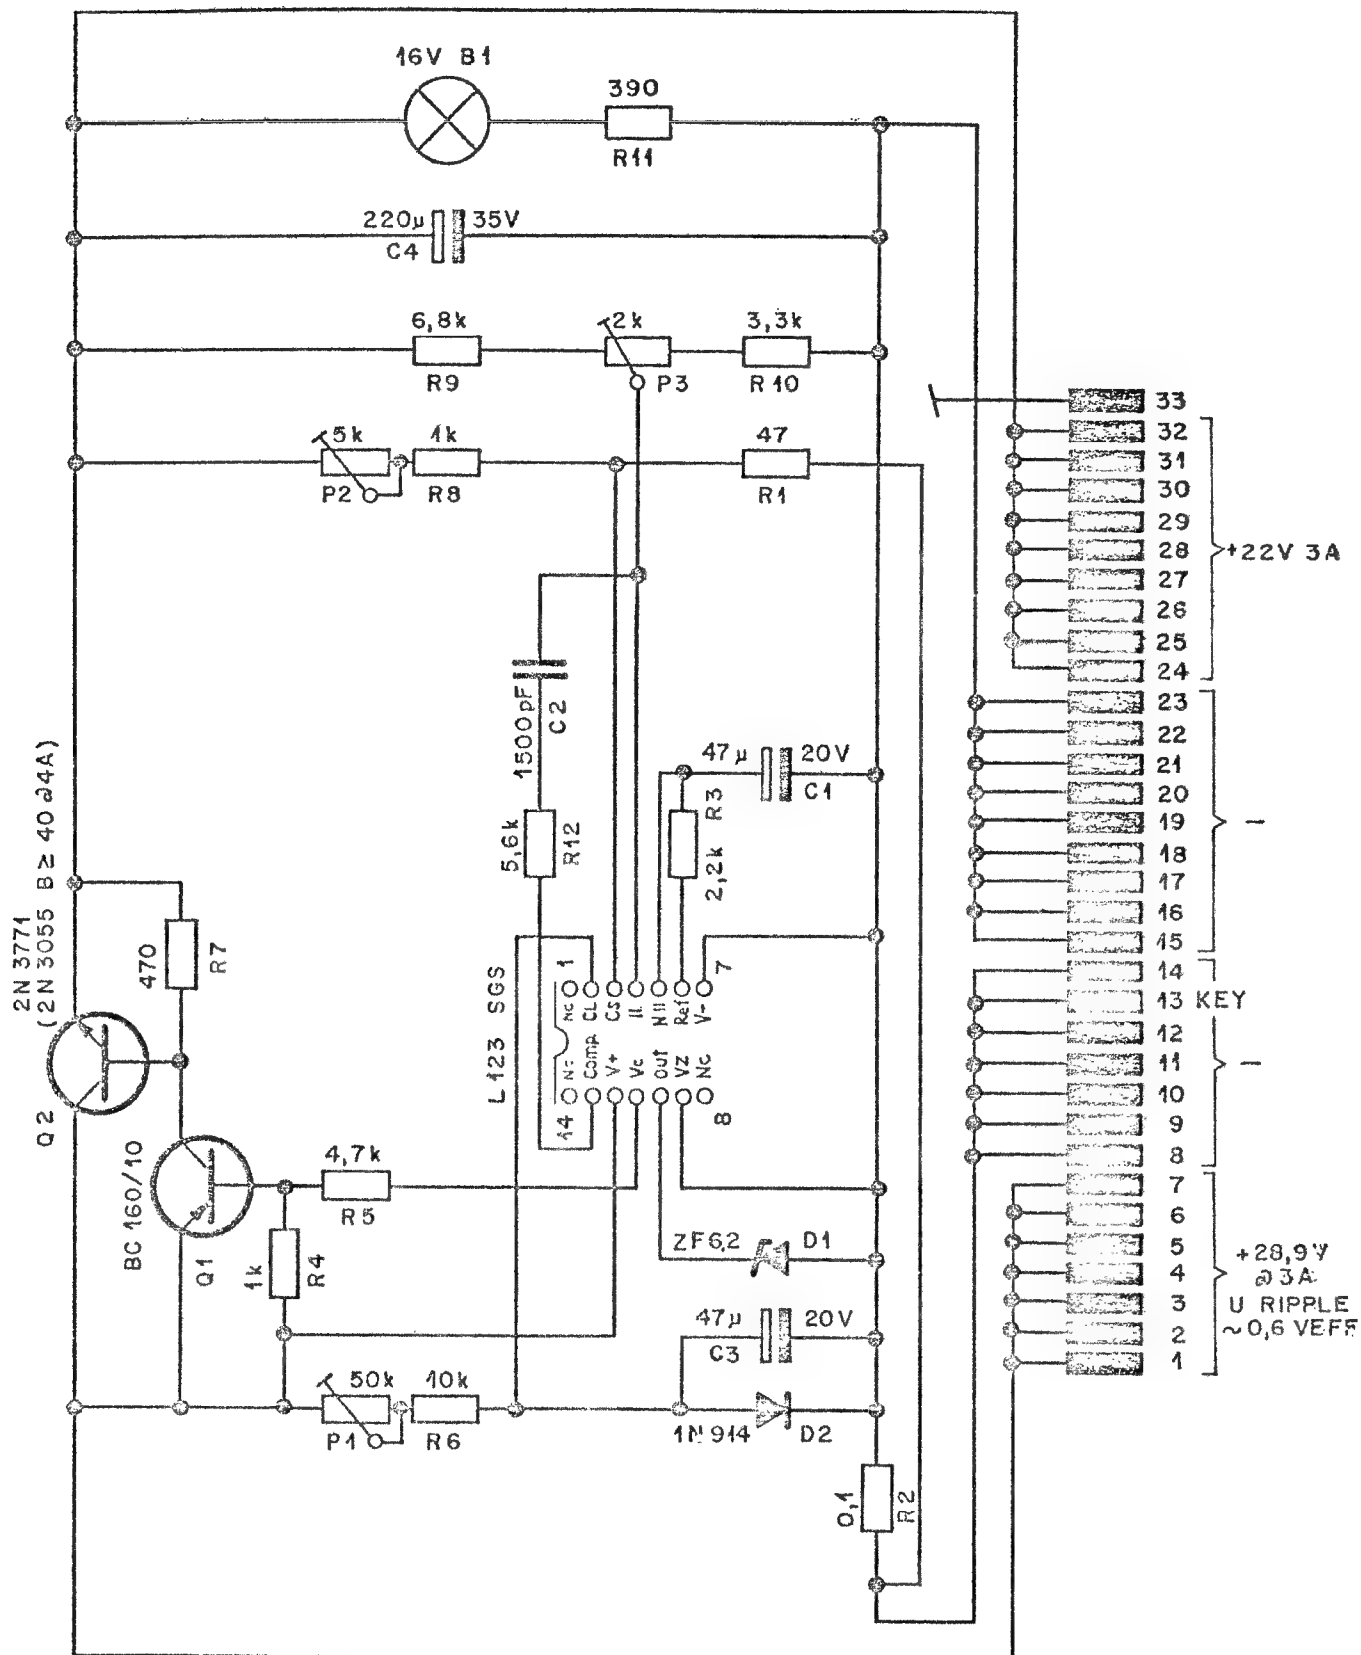 16V B1
390
R11
220µ 35V
C4
6,8k
R9
2k
P3
3,3k
R10
5k
P2
1k
R8
47
R1
1500pF
C2
5,6k
R12
47µ 20V
C1
R3
2,2k
2N 3771
(2N 3055 B ≥ 40 @ 4A)
Q2
470
R7
L123 SGS
1
7
NC CL CS IL NII Ref V-
NC Comp V+ Vc Out VZ NC
14
8
BC 160/10
Q1
4,7k
R5
1k
R4
ZF6,2 D1
47µ 20V
C3
50k
P1
10k
R6
1N914 D2
0,1
R2
33
32
31
30
29
28
27
26
25
24
+22V 3A
23
22
21
20
19
18
17
16
15
–
14
13 KEY
12
11
10
9
8
–
7
6
5
4
3
2
1
+28,9V
@ 3A
U RIPPLE
~0,6 VEFF